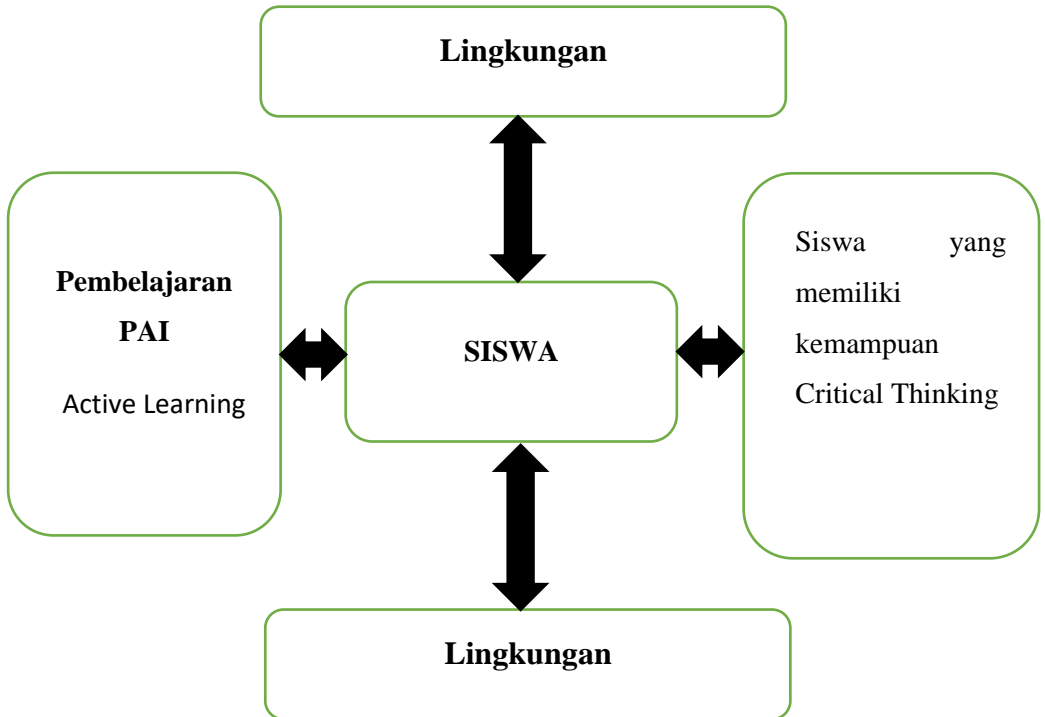 Lingkungan
Pembelajaran
PAI
Active Learning
SISWA
Siswa yang
memiliki
kemampuan
Critical Thinking
Lingkungan